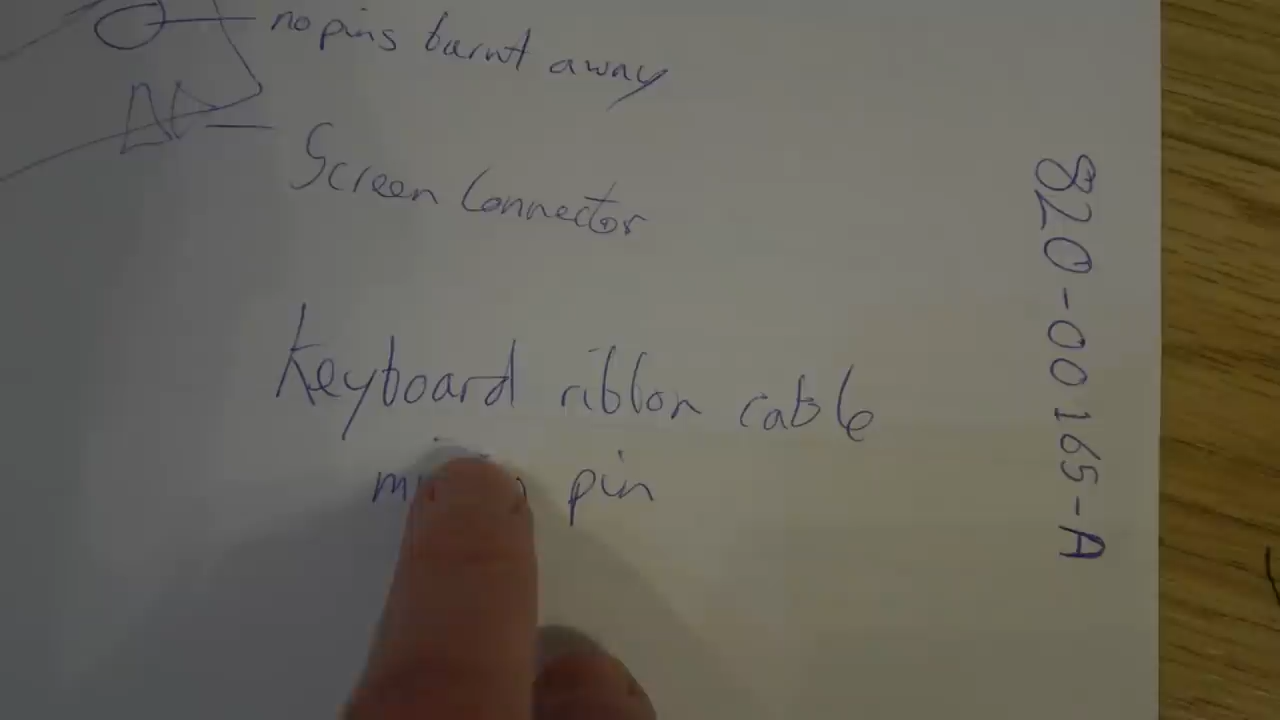 no pins burnt away
Screen Connector
Keyboard ribbon cable
pin
820-00165-A